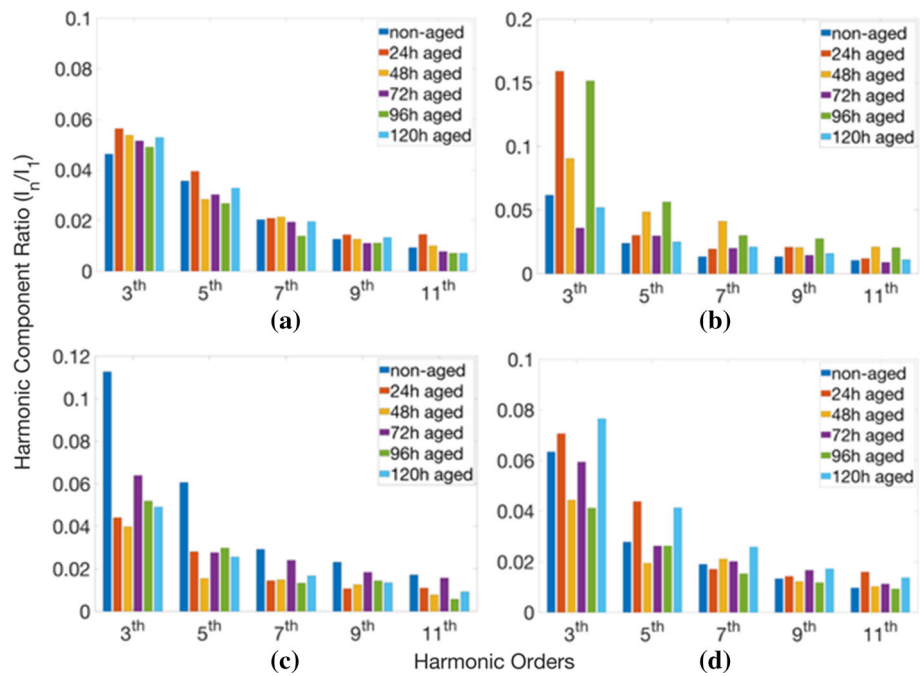 Harmonic Component Ratio (I_n/I_1)
0.1
0.08
0.06
0.04
0.02
0
non-aged
24h aged
48h aged
72h aged
96h aged
120h aged
3th 5th 7th 9th 11th
(a)
0.2
0.15
0.1
0.05
0
non-aged
24h aged
48h aged
72h aged
96h aged
120h aged
3th 5th 7th 9th 11th
(b)
0.12
0.1
0.08
0.06
0.04
0.02
0
non-aged
24h aged
48h aged
72h aged
96h aged
120h aged
3th 5th 7th 9th 11th
(c)
0.1
0.08
0.06
0.04
0.02
0
non-aged
24h aged
48h aged
72h aged
96h aged
120h aged
3th 5th 7th 9th 11th
(d)
Harmonic Orders